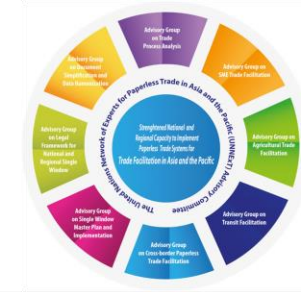 Advisory Group
on Trade
Process Analysis
Advisory Group on
SME Trade Facilitation
Advisory Group on
Agricultural Trade
Facilitation
Advisory Group on
Transit Facilitation
Advisory Group
on Cross-border Paperless
Trade Facilitation
Advisory Group
on Single Window
Master Plan and
Implementation
Advisory Group
on Legal
Framework for
National and
Regional Single
Window
Advisory Group
on Document
Simplification and
Data Harmonization
The United Nations Network of Experts for Paperless Trade in Asia and the Pacific (UNNExT) Advisory Committee
Strengthened National and
Regional Capacity to Implement
Paperless Trade Systems for
Trade Facilitation in Asia and the Pacific